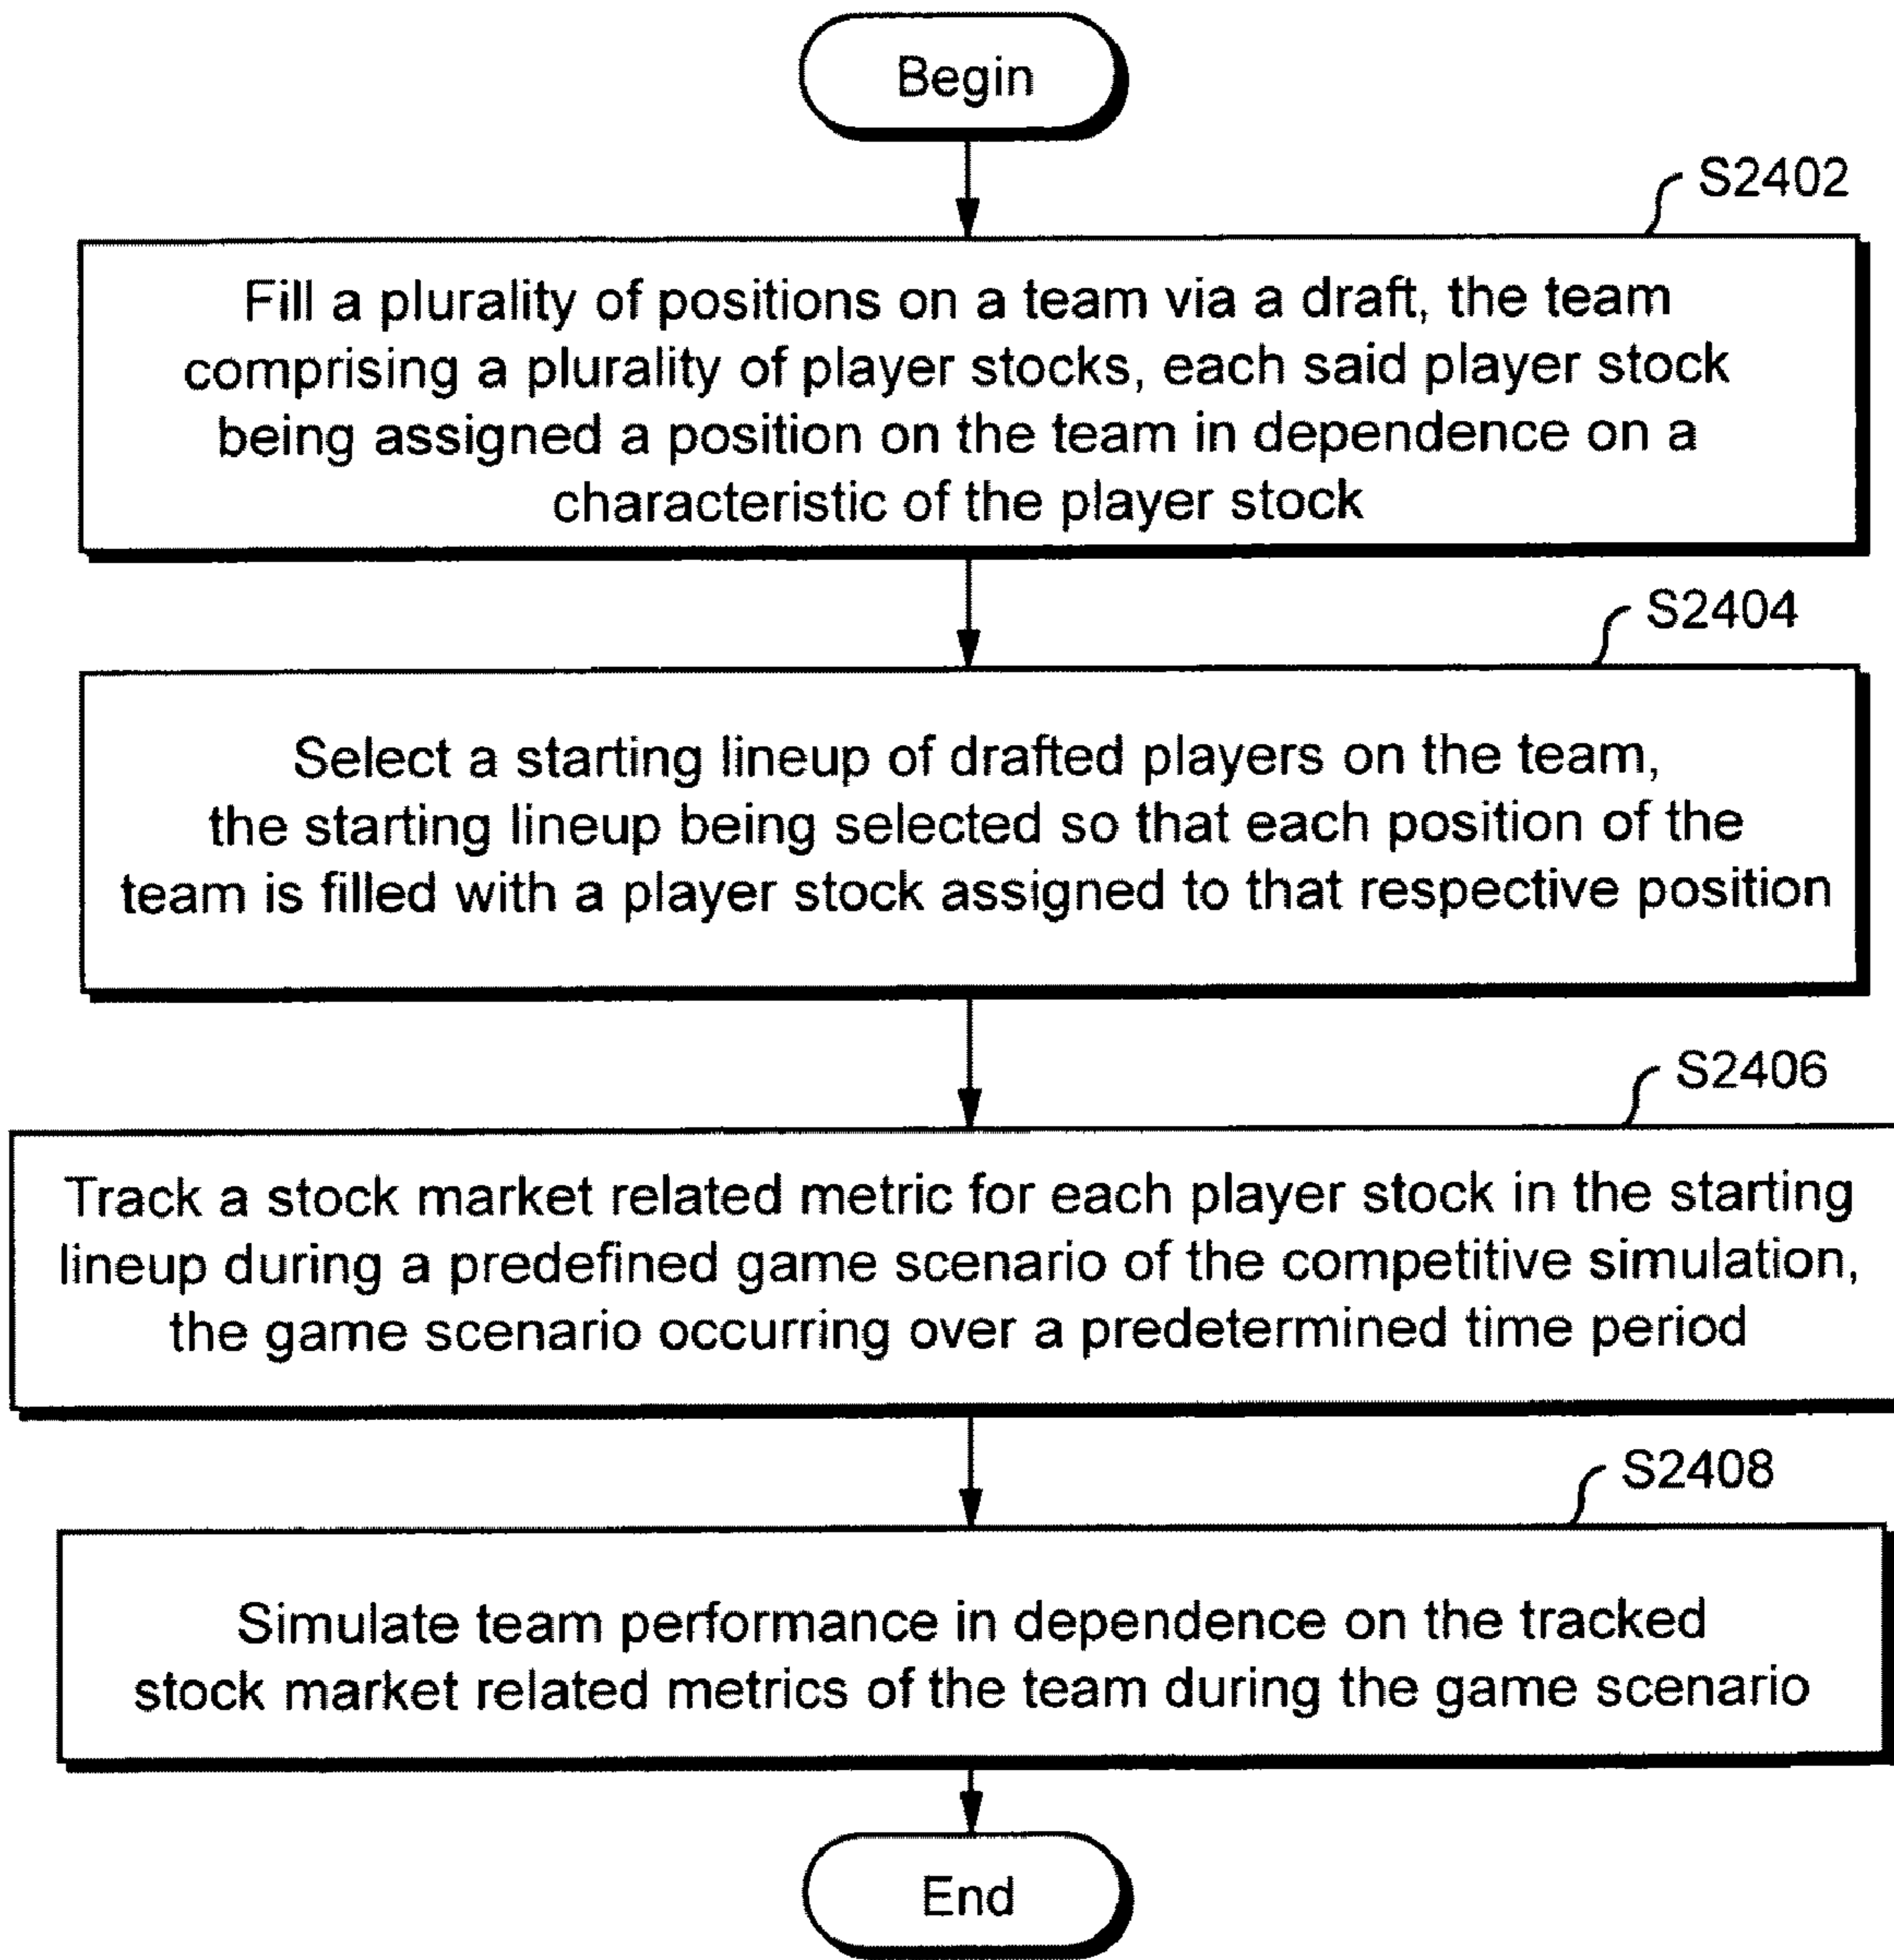 Begin
S2402
Fill a plurality of positions on a team via a draft, the team
comprising a plurality of player stocks, each said player stock
being assigned a position on the team in dependence on a
characteristic of the player stock
S2404
Select a starting lineup of drafted players on the team,
the starting lineup being selected so that each position of the
team is filled with a player stock assigned to that respective position
S2406
Track a stock market related metric for each player stock in the starting
lineup during a predefined game scenario of the competitive simulation,
the game scenario occurring over a predetermined time period
S2408
Simulate team performance in dependence on the tracked
stock market related metrics of the team during the game scenario
End